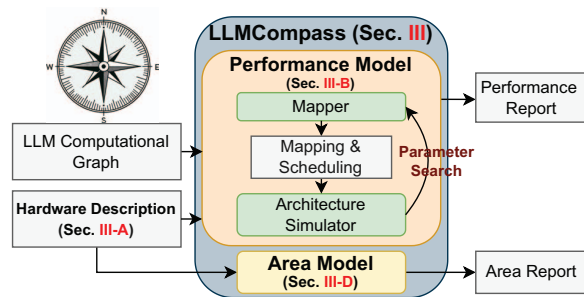 N
W
E
S
LLMCompass (Sec. III)
Performance Model
(Sec. III-B)
Mapper
Mapping &
Scheduling
Parameter
Search
Architecture
Simulator
LLM Computational
Graph
Hardware Description
(Sec. III-A)
Area Model
(Sec. III-D)
Performance
Report
Area Report